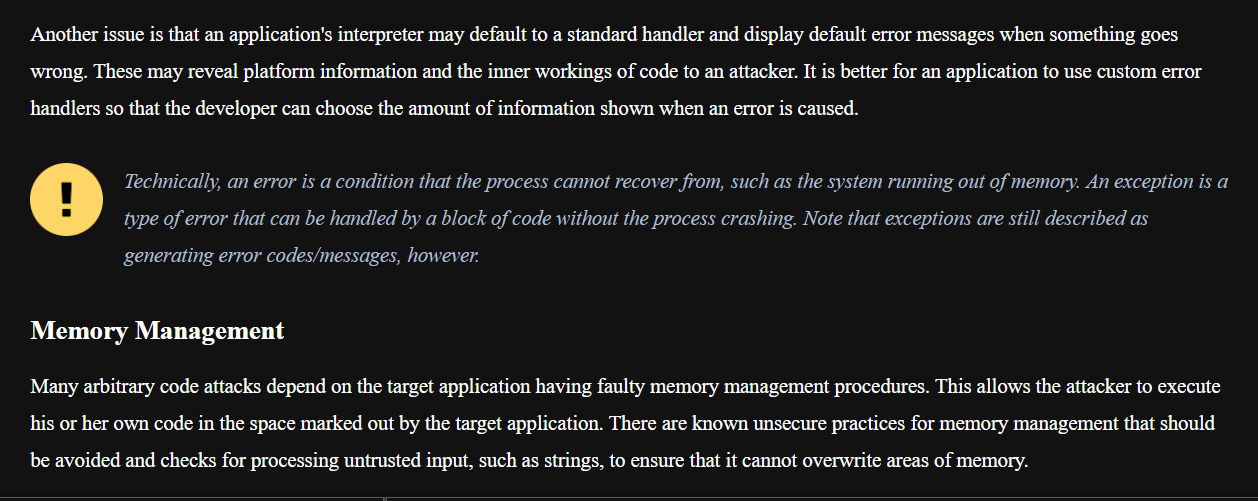 Another issue is that an application's interpreter may default to a standard handler and display default error messages when something goes
wrong. These may reveal platform information and the inner workings of code to an attacker. It is better for an application to use custom error
handlers so that the developer can choose the amount of information shown when an error is caused.
!
Technically, an error is a condition that the process cannot recover from, such as the system running out of memory. An exception is a
type of error that can be handled by a block of code without the process crashing. Note that exceptions are still described as
generating error codes/messages, however.
Memory Management
Many arbitrary code attacks depend on the target application having faulty memory management procedures. This allows the attacker to execute
his or her own code in the space marked out by the target application. There are known unsecure practices for memory management that should
be avoided and checks for processing untrusted input, such as strings, to ensure that it cannot overwrite areas of memory.